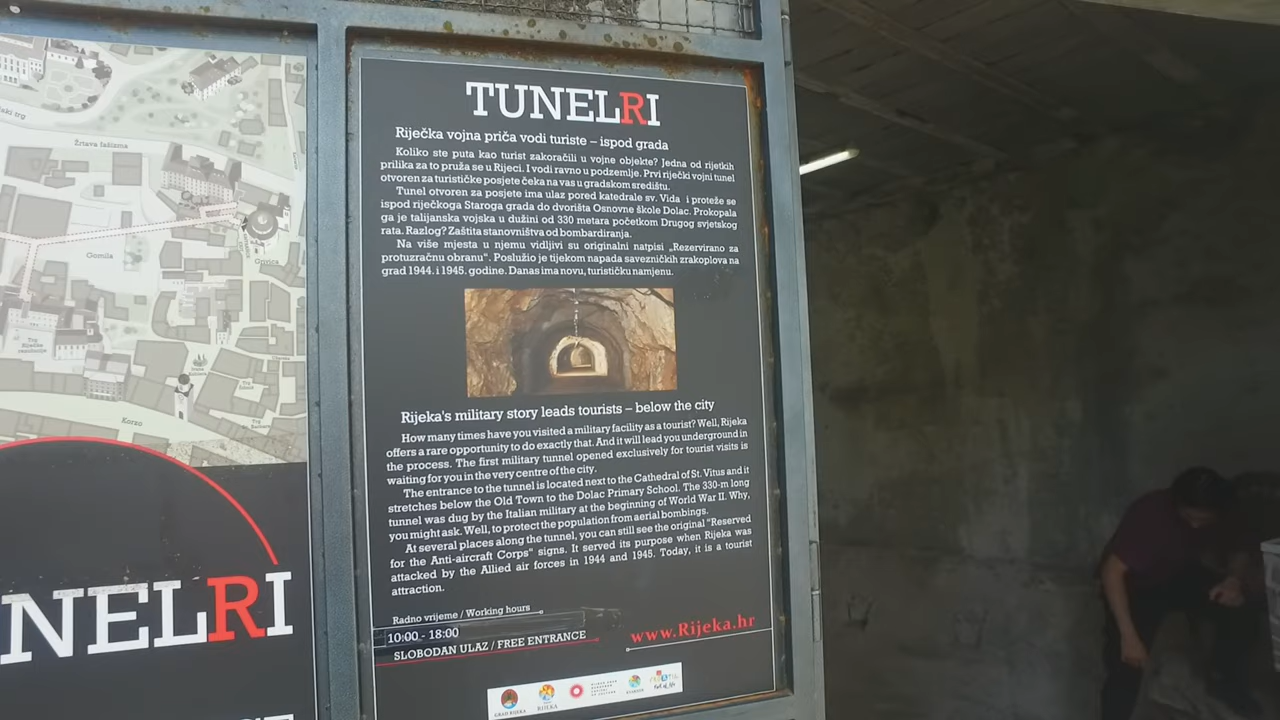 Žrtava fašizma
Gomila
Grivica
Korzo
NELRI
TUNELRI
Riječka vojna priča vodi turiste – ispod grada
Koliko ste puta kao turist zakoračili u vojne objekte? Jedna od rijetkih
prilika za to pruža se u Rijeci. I vodi ravno u podzemlje. Prvi riječki vojni tunel
otvoren za turističke posjete čeka na vas u gradskom središtu.
Tunel otvoren za posjete ima ulaz pored katedrale sv. Vida i proteže se
ispod riječkoga Staroga grada do dvorišta Osnovne škole Dolac. Prokopala
ga je talijanska vojska u dužini od 330 metara početkom Drugog svjetskog
rata. Razlog? Zaštita stanovništva od bombardiranja.
Na više mjesta u njemu vidljivi su originalni natpisi „Rezervirano za
protuzračnu obranu". Poslužio je tijekom napada savezničkih zrakoplova na
grad 1944. i 1945. godine. Danas ima novu, turističku namjenu.
Rijeka's military story leads tourists – below the city
How many times have you visited a military facility as a tourist? Well, Rijeka
offers a rare opportunity to do exactly that. And it will lead you underground in
the process. The first military tunnel opened exclusively for tourist visits is
waiting for you in the very centre of the city.
The entrance to the tunnel is located next to the Cathedral of St. Vitus and it
stretches below the Old Town to the Dolac Primary School. The 330-m long
tunnel was dug by the Italian military at the beginning of World War II. Why,
you might ask. Well, to protect the population from aerial bombings.
At several places along the tunnel, you can still see the original "Reserved
for the Anti-aircraft Corps" signs. It served its purpose when Rijeka was
attacked by the Allied air forces in 1944 and 1945. Today, it is a tourist
attraction.
Radno vrijeme / Working hours
10:00 - 18:00
SLOBODAN ULAZ / FREE ENTRANCE
www.Rijeka.hr
GRAD RIJEKA
RIJEKA